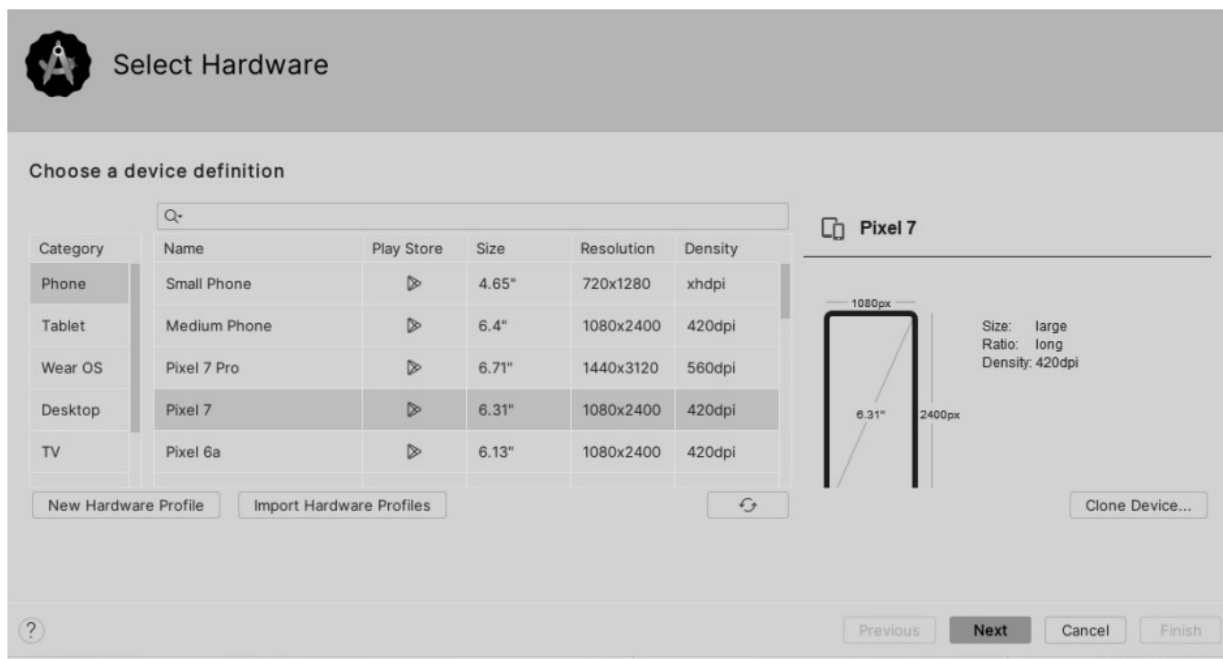 Select Hardware
Choose a device definition
Category Name Play Store Size Resolution Density
Phone Small Phone 4.65" 720x1280 xhdpi
Tablet Medium Phone 6.4" 1080x2400 420dpi
Wear OS Pixel 7 Pro 6.71" 1440x3120 560dpi
Desktop Pixel 7 6.31" 1080x2400 420dpi
TV Pixel 6a 6.13" 1080x2400 420dpi
New Hardware Profile Import Hardware Profiles
Pixel 7
1080px
Size: large
Ratio: long
Density: 420dpi
6.31" 2400px
Clone Device...
? Previous Next Cancel Finish